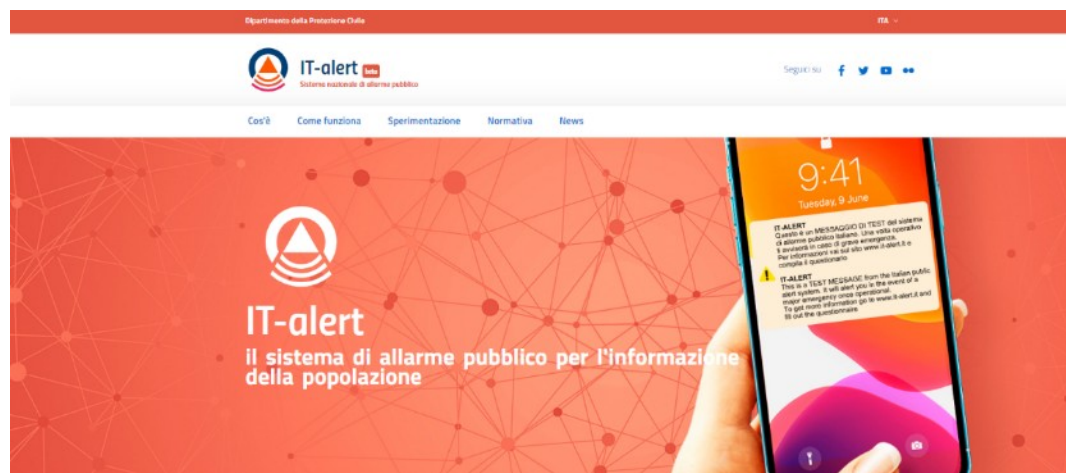 Dipartimento della Protezione Civile
ITA
IT-alert beta
Sistema nazionale di allarme pubblico
Seguici su
Cos'è Come funziona Sperimentazione Normativa News
9:41
Tuesday, 9 June
IT-ALERT
Questo è un MESSAGGIO DI TEST del sistema
di allarme pubblico italiano. Una volta operativo
ti avviserà in caso di grave emergenza.
Per informazioni vai sul sito www.it-alert.it e
compila il questionario
IT-ALERT
This is a TEST MESSAGE from the Italian public
alert system. It will alert you in the event of a
major emergency once operational.
To get more information go to www.it-alert.it and
fill out the questionnaire
IT-alert
il sistema di allarme pubblico per l'informazione
della popolazione